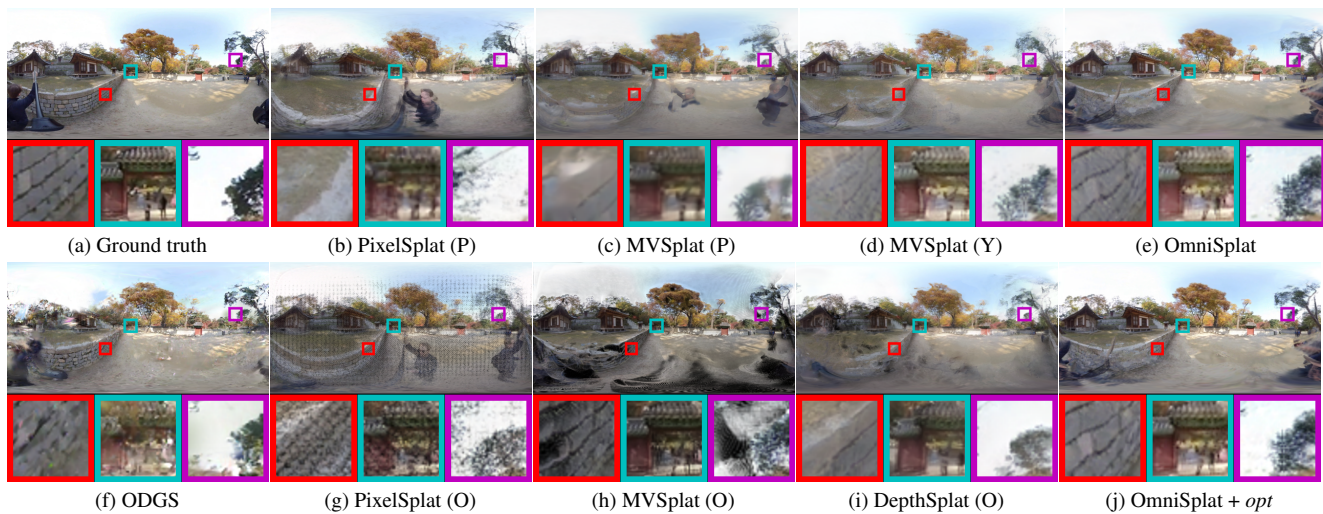 (a) Ground truth
(b) PixelSplat (P)
(c) MVSplat (P)
(d) MVSplat (Y)
(e) OmniSplat
(f) ODGS
(g) PixelSplat (O)
(h) MVSplat (O)
(i) DepthSplat (O)
(j) OmniSplat + opt